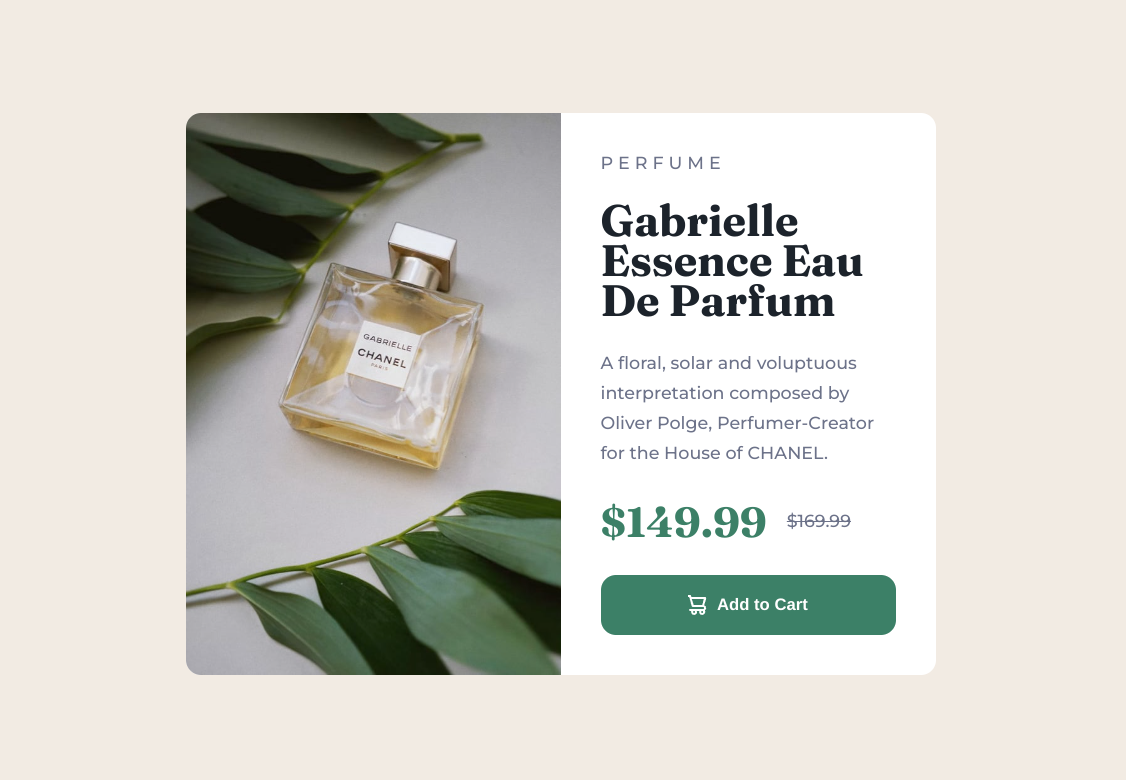 GABRIELLE
CHANEL
PARIS
PERFUME
Gabrielle
Essence Eau
De Parfum
A floral, solar and voluptuous
interpretation composed by
Oliver Polge, Perfumer-Creator
for the House of CHANEL.
$149.99 $169.99
Add to Cart